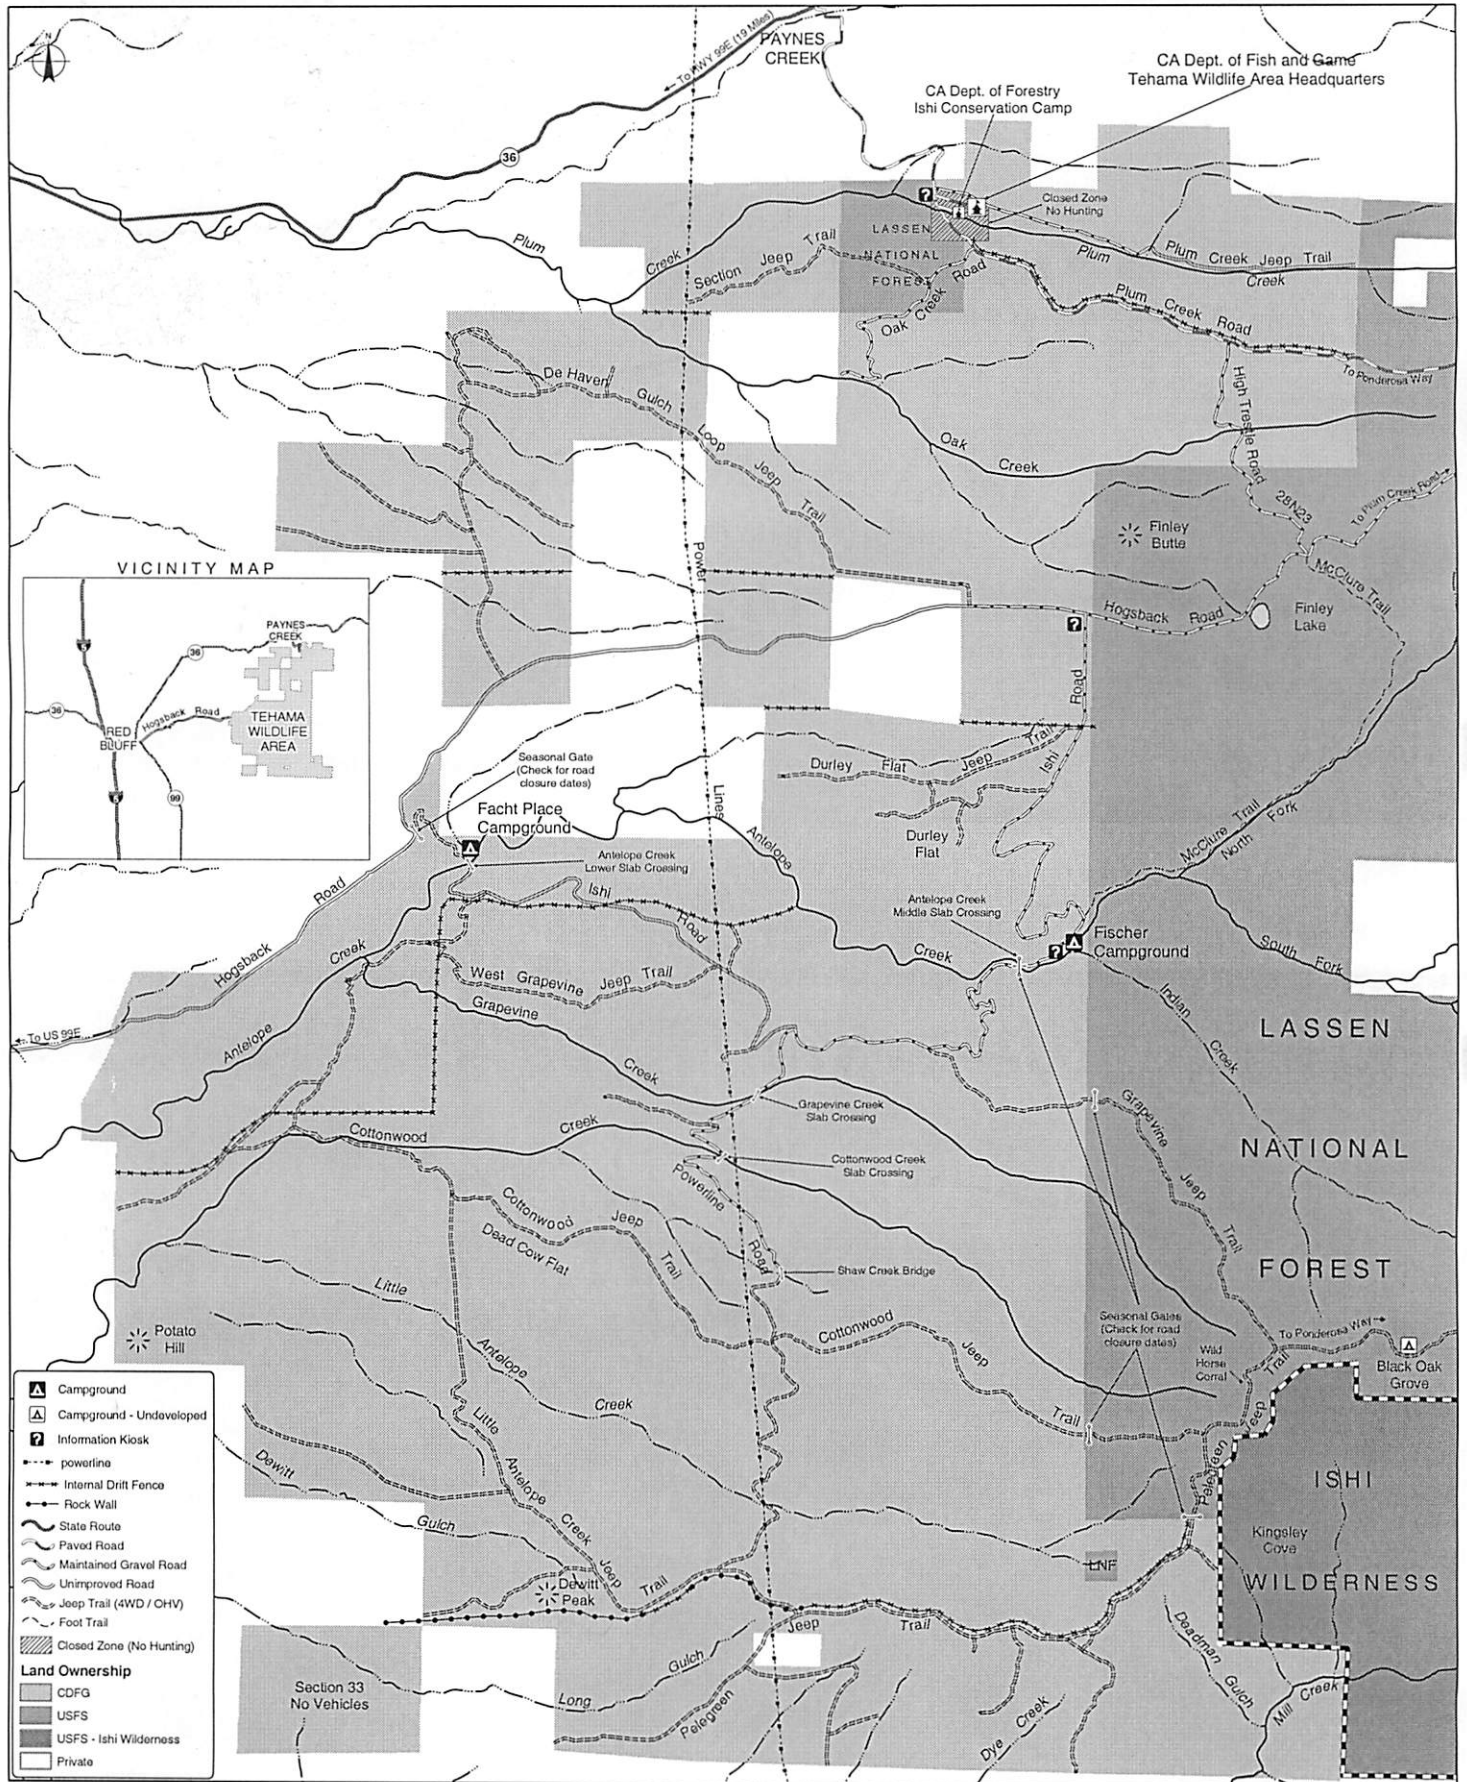 N
To HWY 99E (19 Miles)
PAYNES
CREEK
36
CA Dept. of Forestry
Ishi Conservation Camp
CA Dept. of Fish and Game
Tehama Wildlife Area Headquarters
?
Closed Zone
No Hunting
LASSEN
NATIONAL
FOREST
Plum
Creek
Section Jeep Trail
Plum
Creek
Plum Creek Jeep Trail
Oak Creek Road
Plum Creek Road
To Ponderosa Way
De Haven Gulch Loop Jeep Trail
High Trestle Road
Oak
Creek
28N23
To Plum Creek Road
Finley
Butte
McClure Trail
Power
Lines
Hogsback Road
Finley
Lake
?
VICINITY MAP
PAYNES
CREEK
5
36
36
Hogsback Road
RED
BLUFF
TEHAMA
WILDLIFE
AREA
5
99
Ishi Road
Durley Flat Jeep Trail
Seasonal Gate
(Check for road
closure dates)
Facht Place
Campground
Durley
Flat
Antelope
Creek
McClure Trail
North Fork
Antelope Creek
Lower Slab Crossing
Ishi Road
Antelope Creek
Middle Slab Crossing
?
Fischer
Campground
South Fork
Hogsback Road
Antelope
Creek
To US 99E
West Grapevine Jeep Trail
Grapevine
Creek
Indian
Creek
LASSEN
NATIONAL
FOREST
Grapevine Creek
Slab Crossing
Grapevine Jeep Trail
Cottonwood
Creek
Cottonwood Creek
Slab Crossing
Powerline
Road
Cottonwood Jeep Trail
Dead Cow Flat
Shaw Creek Bridge
Little
Antelope
Creek
Cottonwood Jeep Trail
Seasonal Gates
(Check for road
closure dates)
To Ponderosa Way
Wild
Horse
Corral
Black Oak
Grove
Potato
Hill
Little Antelope Creek Jeep Trail
Dewitt
Gulch
Pelegreen Jeep Trail
ISHI
WILDERNESS
Kingsley
Cove
LNF
Dewitt
Peak
Jeep Trail
Long
Gulch
Pelegreen
Deadman
Gulch
Mill Creek
Dye Creek
Section 33
No Vehicles
Campground
Campground - Undeveloped
? Information Kiosk
powerline
Internal Drift Fence
Rock Wall
State Route
Paved Road
Maintained Gravel Road
Unimproved Road
Jeep Trail (4WD / OHV)
Foot Trail
Closed Zone (No Hunting)
Land Ownership
CDFG
USFS
USFS - Ishi Wilderness
Private